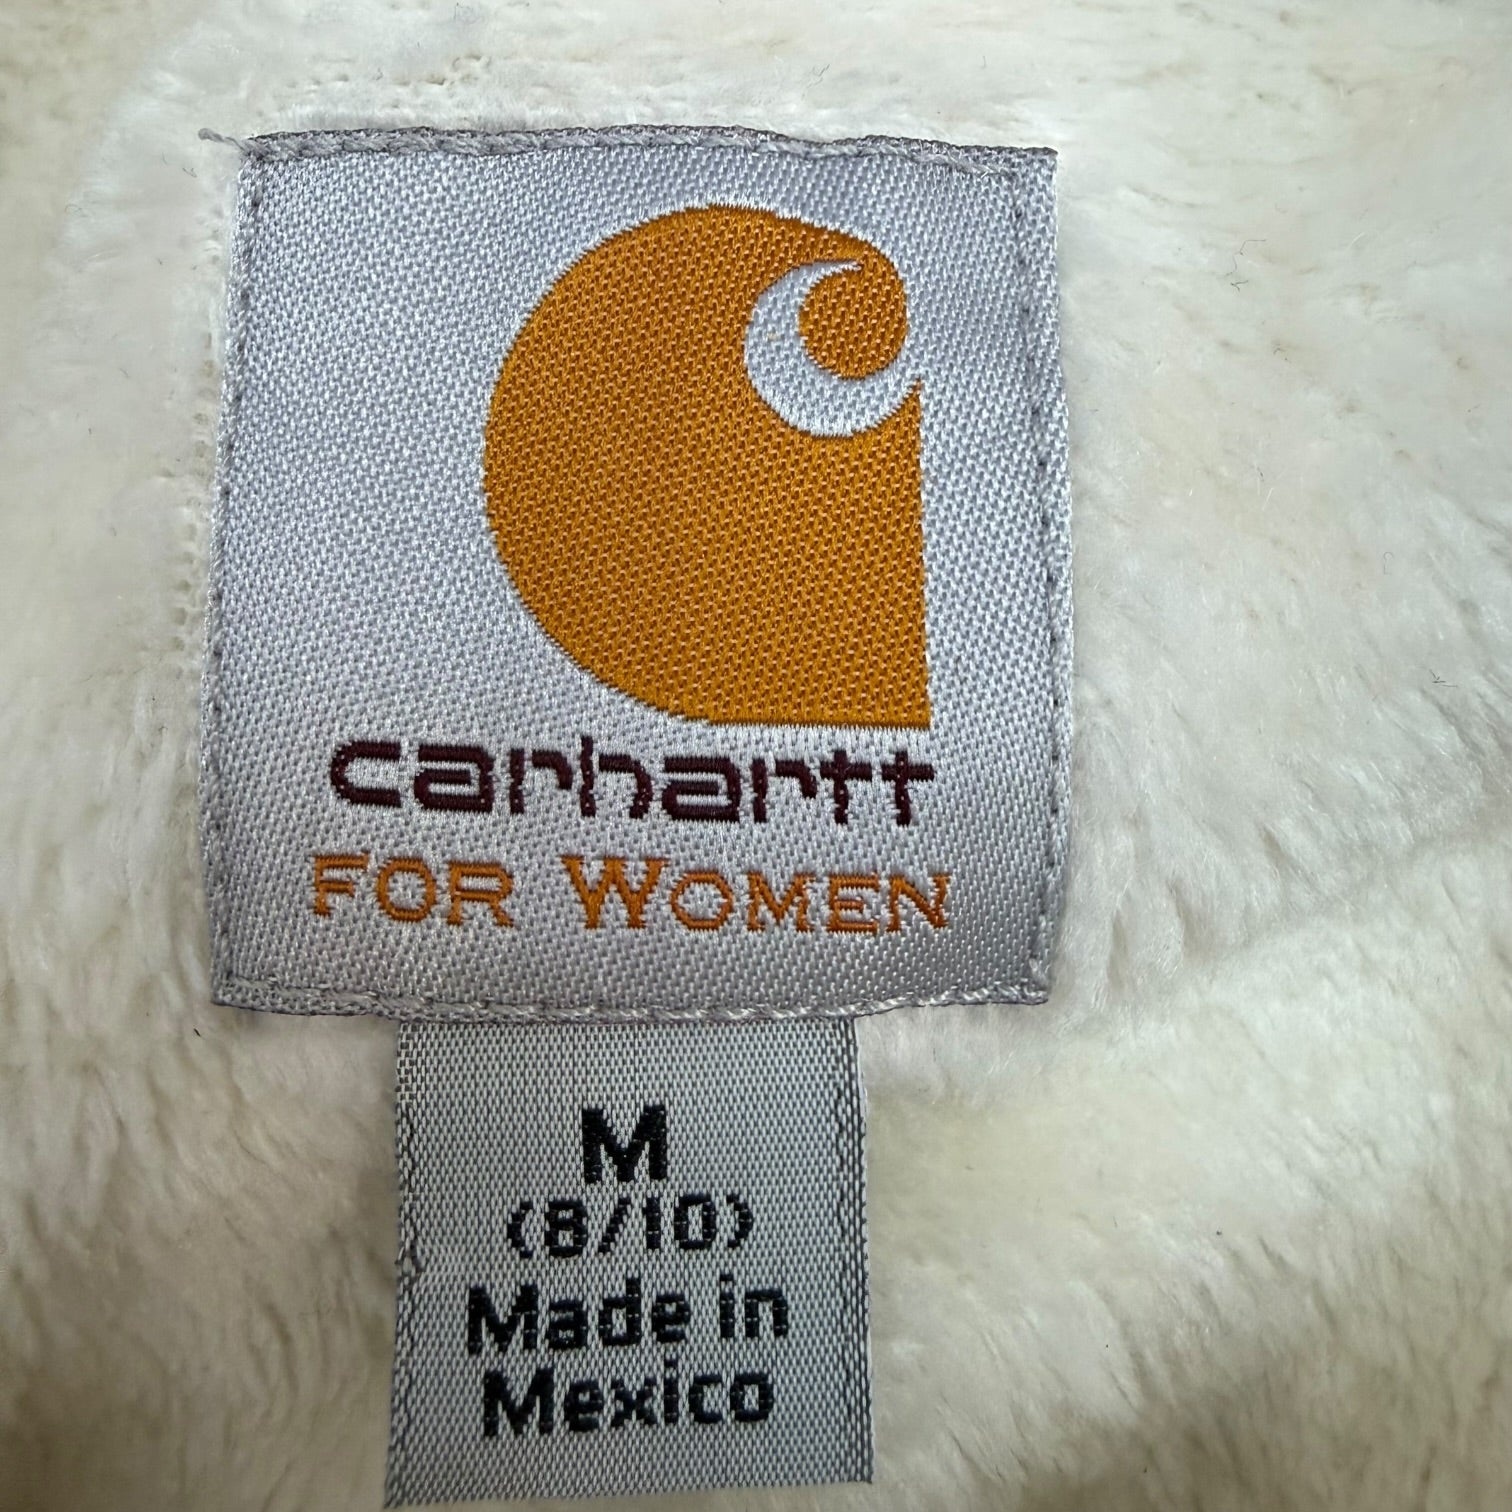 carhartt
FOR WOMEN
M
(8/10)
Made in
Mexico